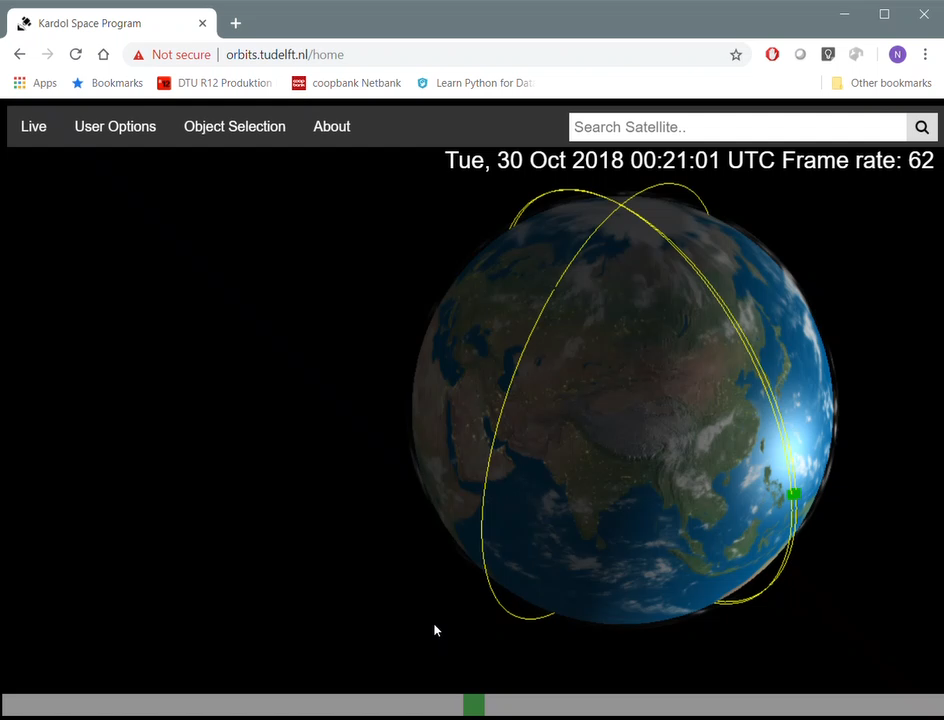 Kardol Space Program
Not secure | orbits.tudelft.nl/home
N
Apps Bookmarks DTU R12 Produktion coopbank Netbank Learn Python for Dat Other bookmarks
Live User Options Object Selection About Search Satellite..
Tue, 30 Oct 2018 00:21:01 UTC Frame rate: 62